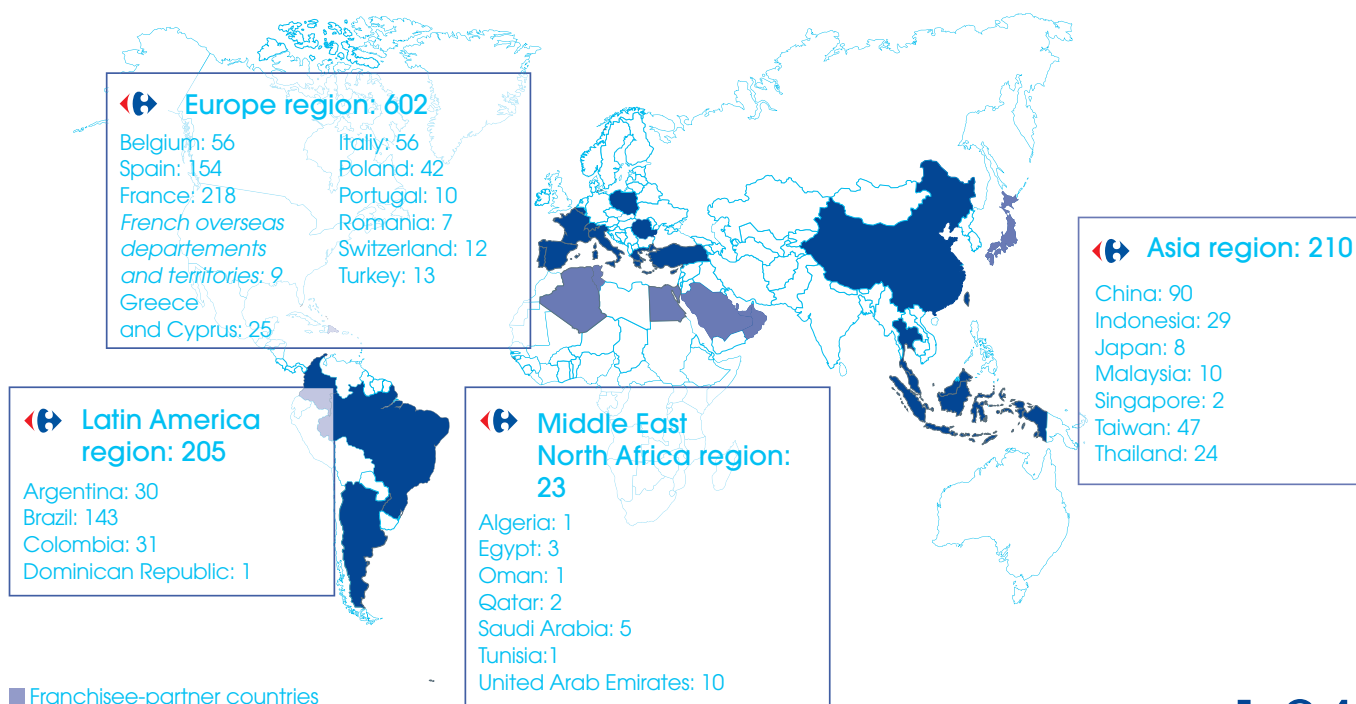 Europe region: 602
Belgium: 56
Spain: 154
France: 218
French overseas
departements
and territories: 9
Greece
and Cyprus: 25
Italiy: 56
Poland: 42
Portugal: 10
Romania: 7
Switzerland: 12
Turkey: 13
Asia region: 210
China: 90
Indonesia: 29
Japan: 8
Malaysia: 10
Singapore: 2
Taiwan: 47
Thailand: 24
Latin America
region: 205
Argentina: 30
Brazil: 143
Colombia: 31
Dominican Republic: 1
Middle East
North Africa region:
23
Algeria: 1
Egypt: 3
Oman: 1
Qatar: 2
Saudi Arabia: 5
Tunisia:1
United Arab Emirates: 10
Franchisee-partner countries